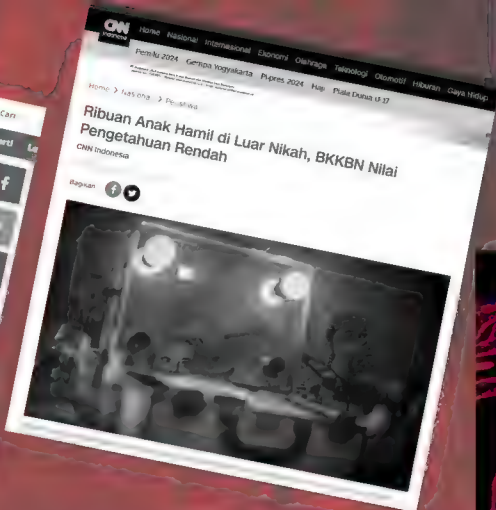 Can
CNN
Indonesia
Home Nasional Internasional Ekonomi Olahraga Teknologi Otomotif Hiburan Gaya Hidup
Pemilu 2024 Gempa Yogyakarta Pilpres 2024 Haji Piala Dunia U-17
Home > Nasional > Peristiwa
Ribuan Anak Hamil di Luar Nikah, BKKBN Nilai
Pengetahuan Rendah
CNN Indonesia
Bagikan